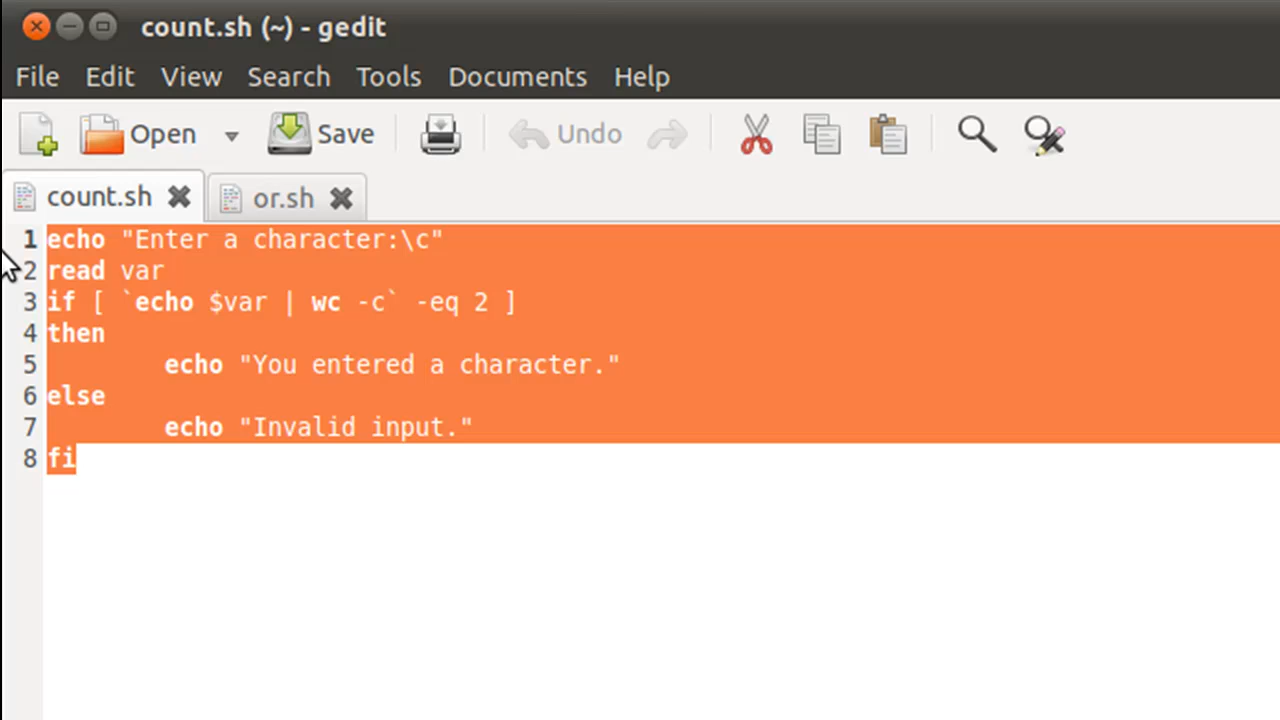 count.sh (~) - gedit
File Edit View Search Tools Documents Help
Open Save Undo
count.sh or.sh
1 echo "Enter a character:\c"
2 read var
3 if [ `echo $var | wc -c` -eq 2 ]
4 then
5         echo "You entered a character."
6 else
7         echo "Invalid input."
8 fi